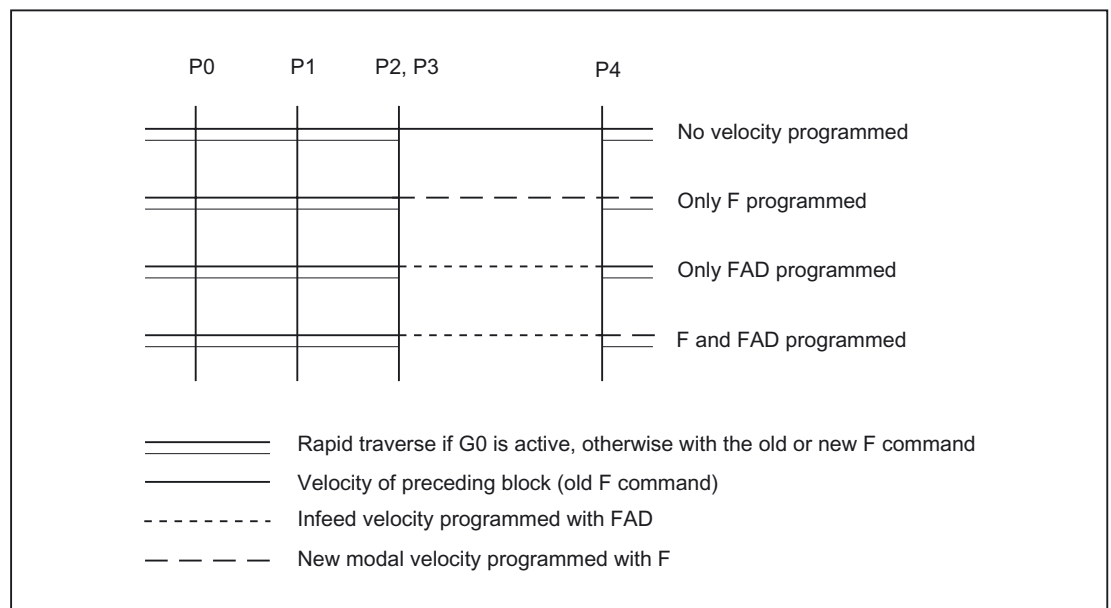 P0 P1 P2, P3 P4
No velocity programmed
Only F programmed
Only FAD programmed
F and FAD programmed
Rapid traverse if G0 is active, otherwise with the old or new F command
Velocity of preceding block (old F command)
Infeed velocity programmed with FAD
New modal velocity programmed with F